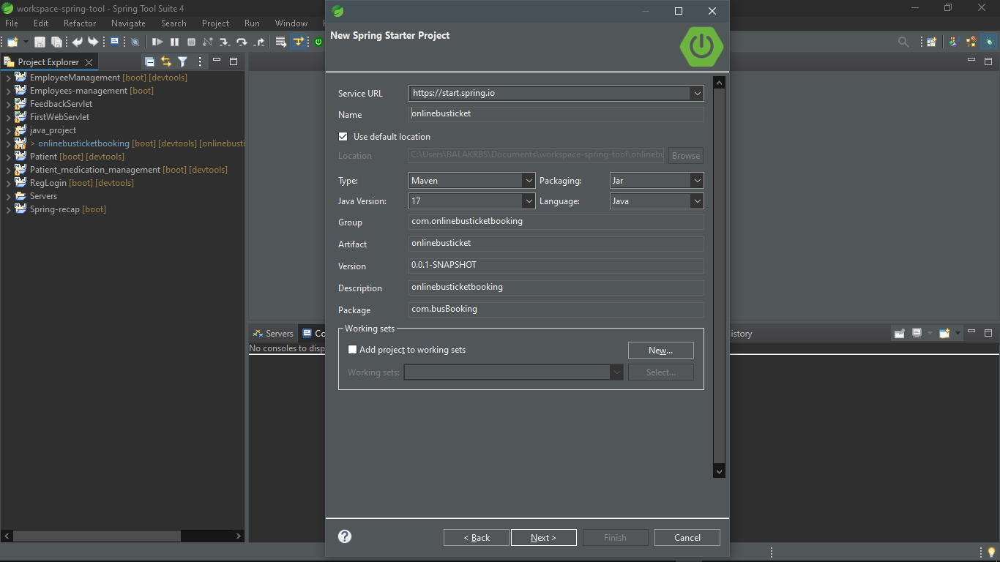 workspace-spring-tool - Spring Tool Suite 4
File Edit Refactor Navigate Search Project Run Window
Project Explorer
EmployeeManagement [boot] [devtools]
Employees-management [boot]
FeedbackServlet
FirstWebServlet
java_project
> onlinebusticketbooking [boot] [devtools] [onlinebusti
Patient [boot] [devtools]
Patient_medication_management [boot] [devtools]
RegLogin [boot] [devtools]
Servers
Spring-recap [boot]
New Spring Starter Project
Service URL https://start.spring.io
Name onlinebusticket
Use default location
Location C:\Users\BALAKRBS\Documents\workspace-spring-tool\onlinebu Browse
Type: Maven Packaging: Jar
Java Version: 17 Language: Java
Group com.onlinebusticketbooking
Artifact onlinebusticket
Version 0.0.1-SNAPSHOT
Description onlinebusticketbooking
Package com.busBooking
Working sets
Add project to working sets New...
Working sets: Select...
? < Back Next > Finish Cancel
Servers Co istory
No consoles to disp